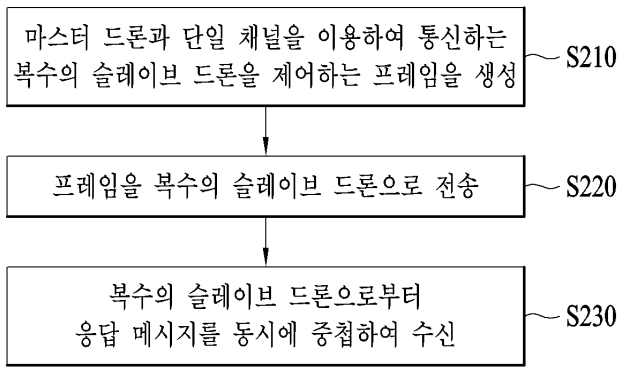 마스터 드론과 단일 채널을 이용하여 통신하는
복수의 슬레이브 드론을 제어하는 프레임을 생성
S210
프레임을 복수의 슬레이브 드론으로 전송
S220
복수의 슬레이브 드론으로부터
응답 메시지를 동시에 중첩하여 수신
S230